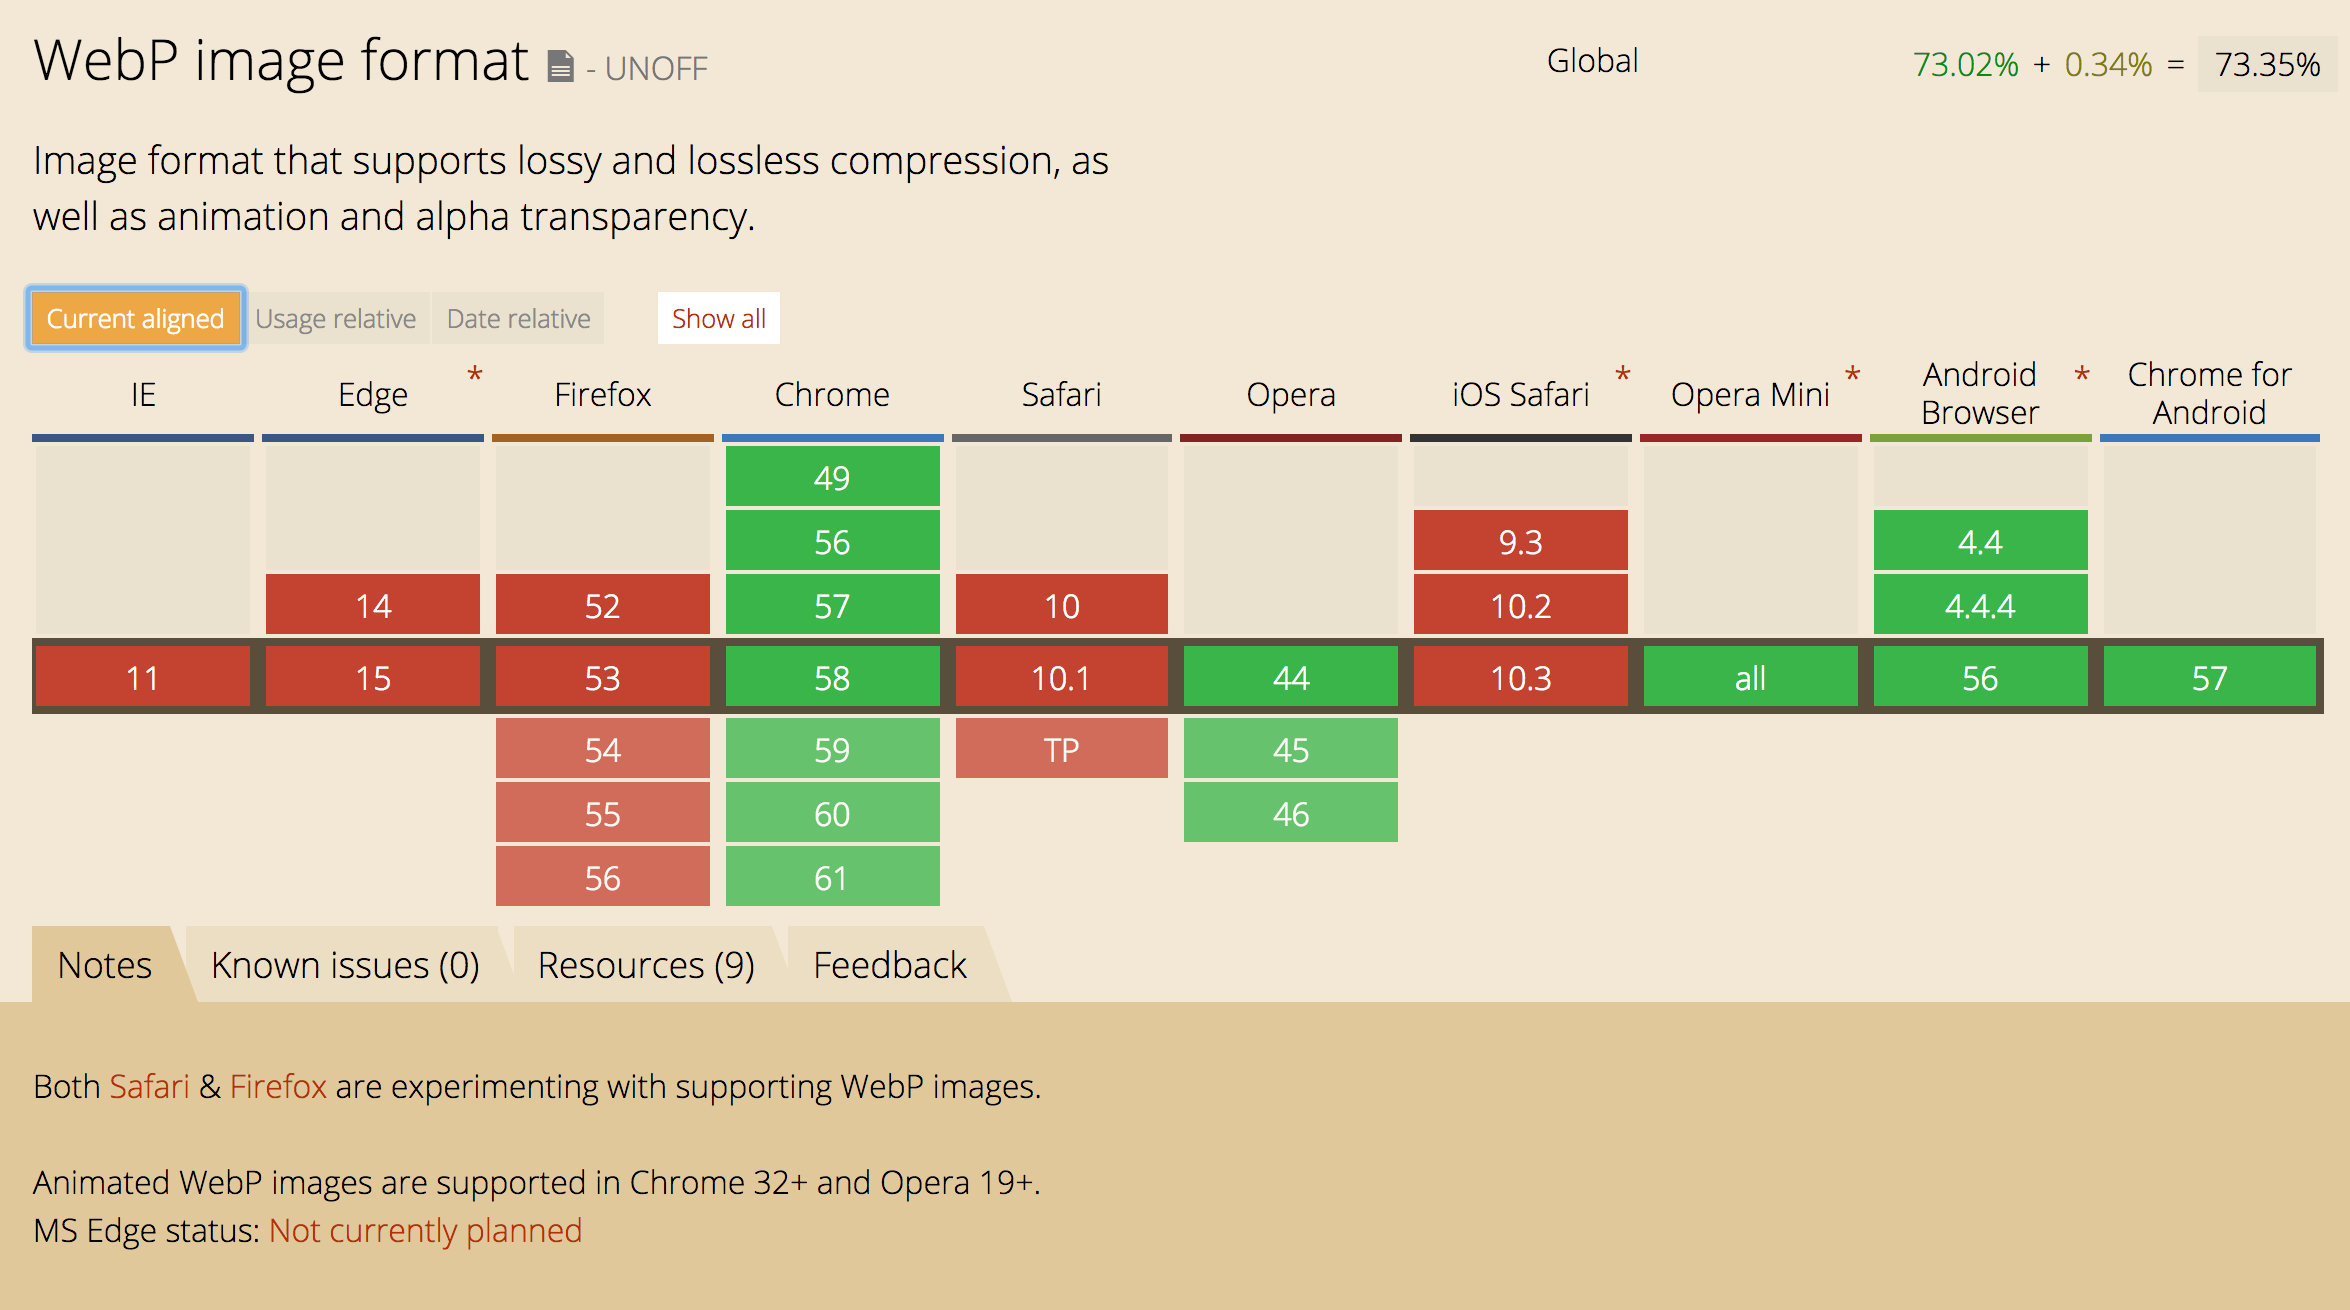 WebP image format - UNOFF
Global
73.02% + 0.34% = 73.35%
Image format that supports lossy and lossless compression, as
well as animation and alpha transparency.
Current aligned Usage relative Date relative Show all
IE Edge * Firefox Chrome Safari Opera iOS Safari * Opera Mini * Android Browser * Chrome for Android
49
56 9.3 4.4
14 52 57 10 10.2 4.4.4
11 15 53 58 10.1 44 10.3 all 56 57
54 59 TP 45
55 60 46
56 61
Notes Known issues (0) Resources (9) Feedback
Both Safari & Firefox are experimenting with supporting WebP images.
Animated WebP images are supported in Chrome 32+ and Opera 19+.
MS Edge status: Not currently planned